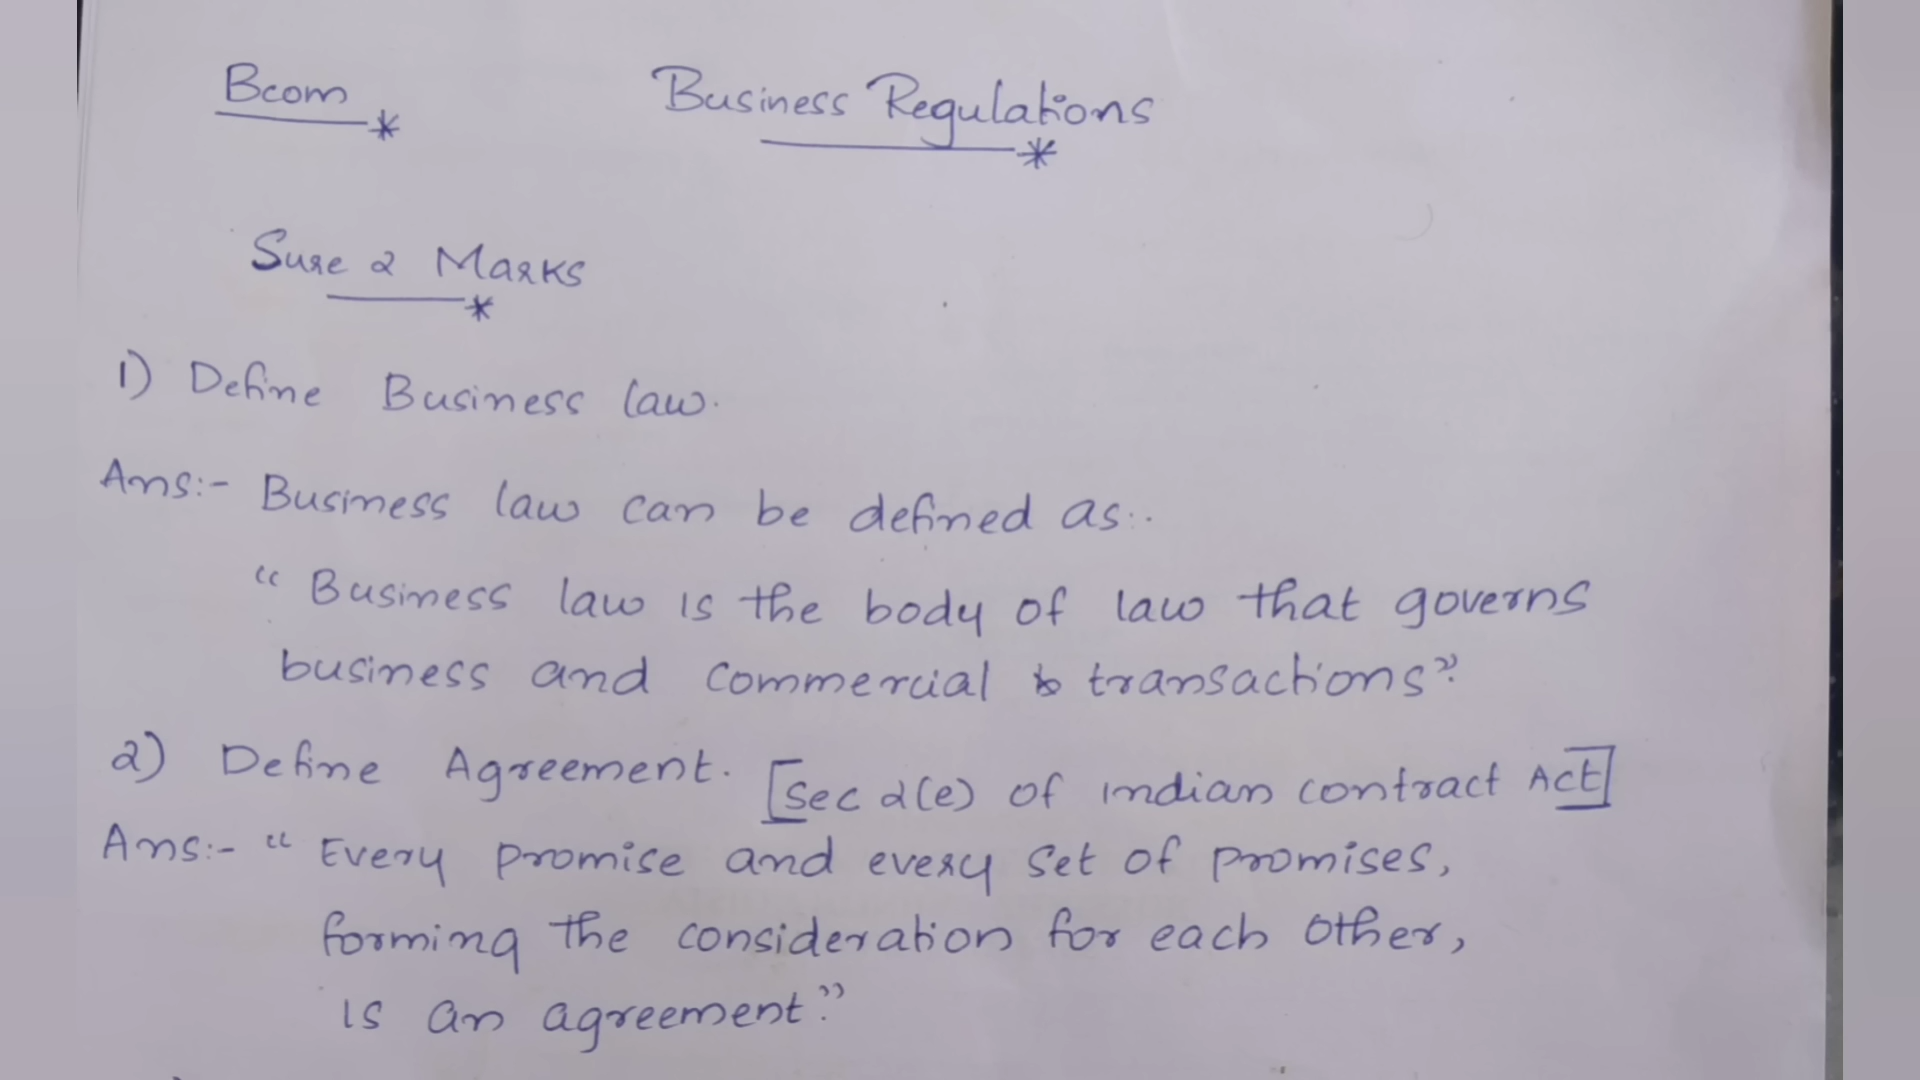 Bcom
Business Regulations
Sure 2 Marks
1) Define Business law.
Ans:- Business law can be defined as:.
“ Business law is the body of law that governs
business and commercial transactions”
2) Define Agreement. [Sec 2(e) of indian contract Act]
Ans:- “ Every promise and every set of promises,
forming the consideration for each other,
is an agreement.”